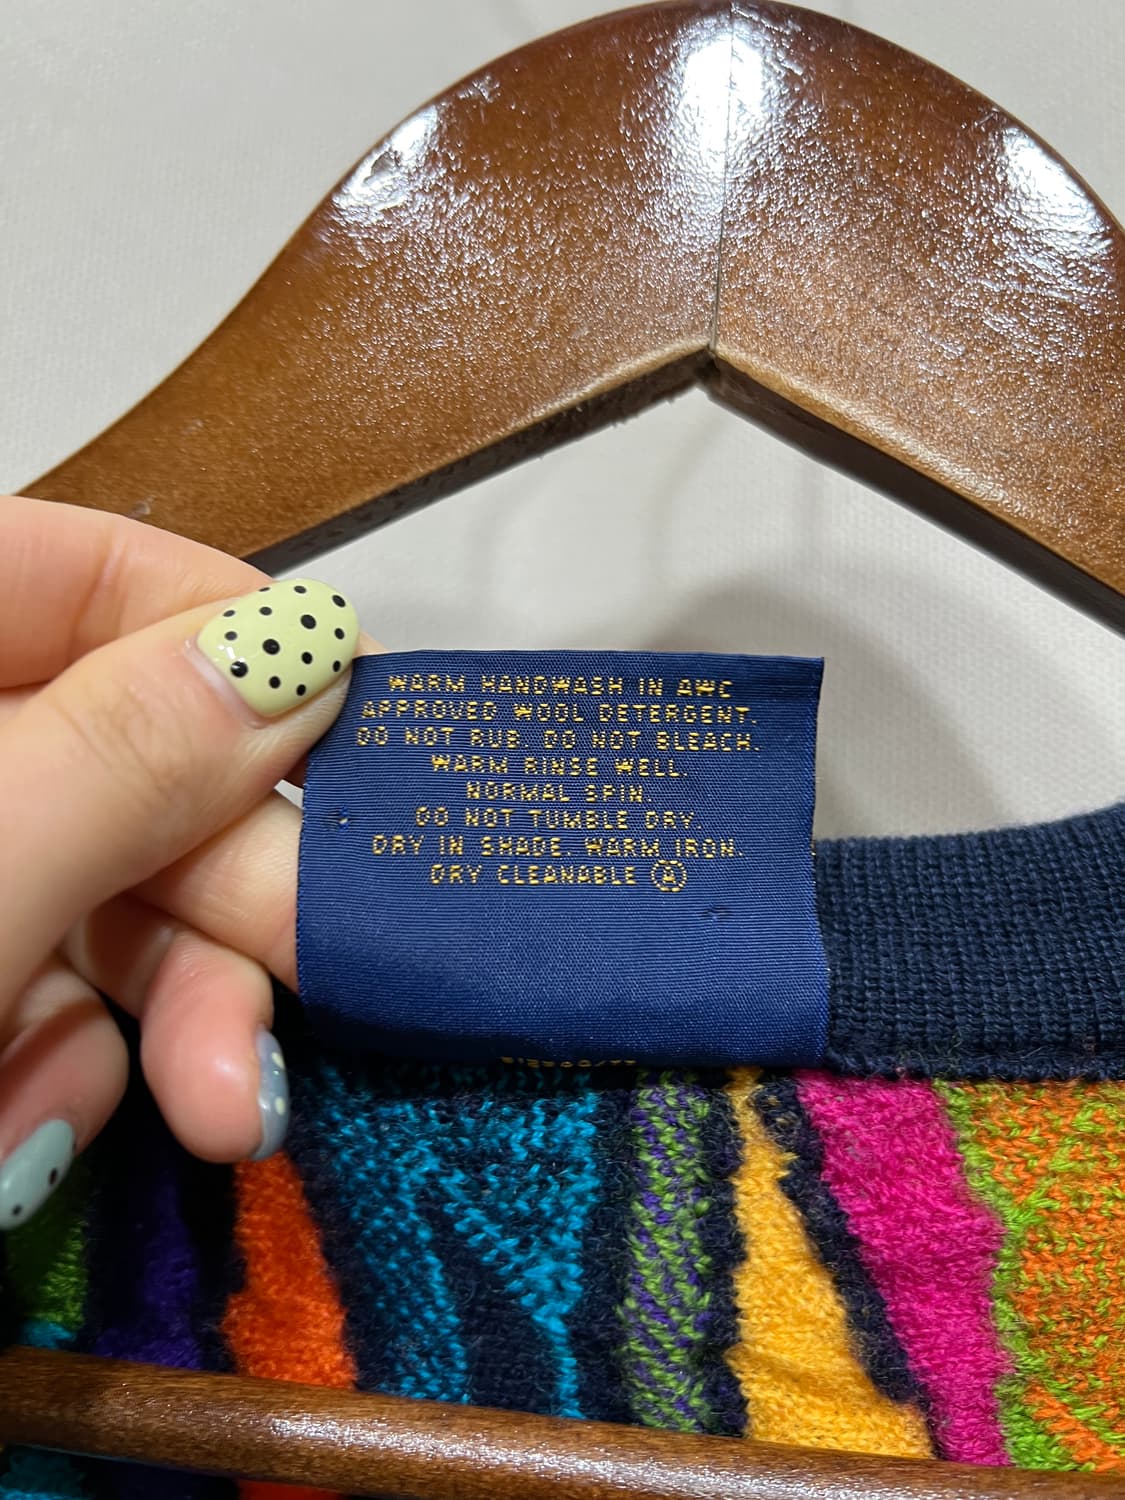 WARM HANDWASH IN AWC
APPROVED WOOL DETERGENT.
DO NOT RUB. DO NOT BLEACH.
WARM RINSE WELL.
NORMAL SPIN.
DO NOT TUMBLE DRY.
DRY IN SHADE. WARM IRON.
DRY CLEANABLE Ⓐ